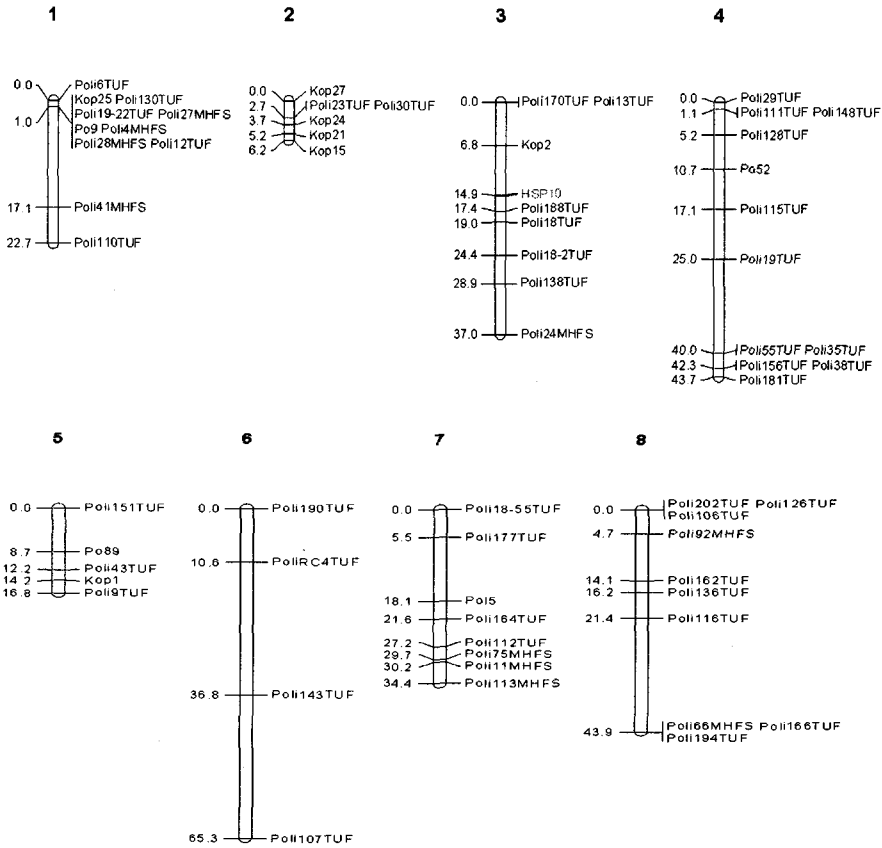 1
0.0 Poli6TUF
Kop25 Poli130TUF
1.0 Poli19-22TUF Poli27MHFS
Po9 Poli4MHFS
Poli28MHFS Poli12TUF
17.1 Poli41MHFS
22.7 Poli110TUF
2
0.0 Kop27
2.7 Poli23TUF Poli30TUF
3.7 Kop24
5.2 Kop21
6.2 Kop15
3
0.0 Poli170TUF Poli13TUF
6.8 Kop2
14.9 HSP10
17.4 Poli188TUF
19.0 Poli18TUF
24.4 Poli18-2TUF
28.9 Poli138TUF
37.0 Poli24MHFS
4
0.0 Poli29TUF
1.1 Poli111TUF Poli148TUF
5.2 Poli128TUF
10.7 Po52
17.1 Poli115TUF
25.0 Poli19TUF
40.0 Poli55TUF Poli35TUF
42.3 Poli156TUF Poli38TUF
43.7 Poli181TUF
5
0.0 Poli151TUF
8.7 Po89
12.2 Poli43TUF
14.2 Kop1
16.8 Poli9TUF
6
0.0 Poli190TUF
10.6 PoliRC4TUF
36.8 Poli143TUF
65.3 Poli107TUF
7
0.0 Poli18-55TUF
5.5 Poli177TUF
18.1 Pol5
21.6 Poli164TUF
27.2 Poli112TUF
29.7 Poli75MHFS
30.2 Poli11MHFS
34.4 Poli113MHFS
8
0.0 Poli202TUF Poli126TUF
Poli106TUF
4.7 Poli92MHFS
14.1 Poli162TUF
16.2 Poli136TUF
21.4 Poli116TUF
43.9 Poli66MHFS Poli166TUF
Poli194TUF